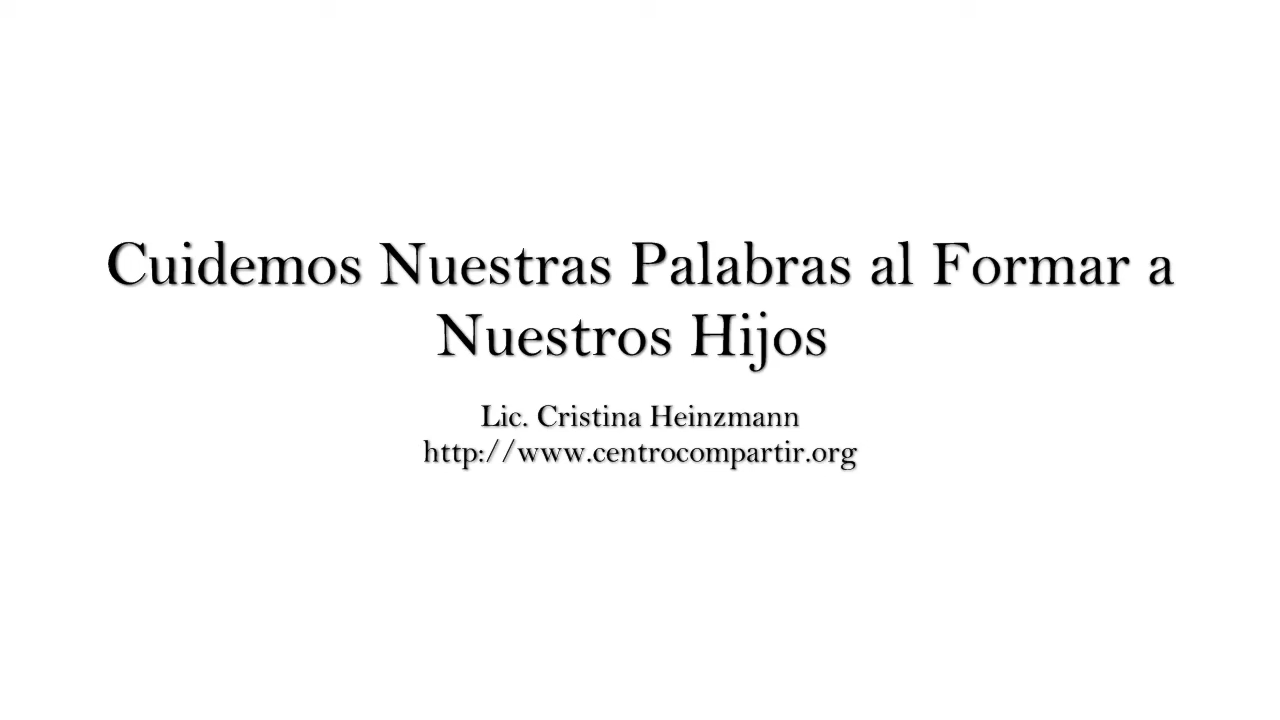 Cuidemos Nuestras Palabras al Formar a
Nuestros Hijos
Lic. Cristina Heinzmann
http://www.centrocompartir.org